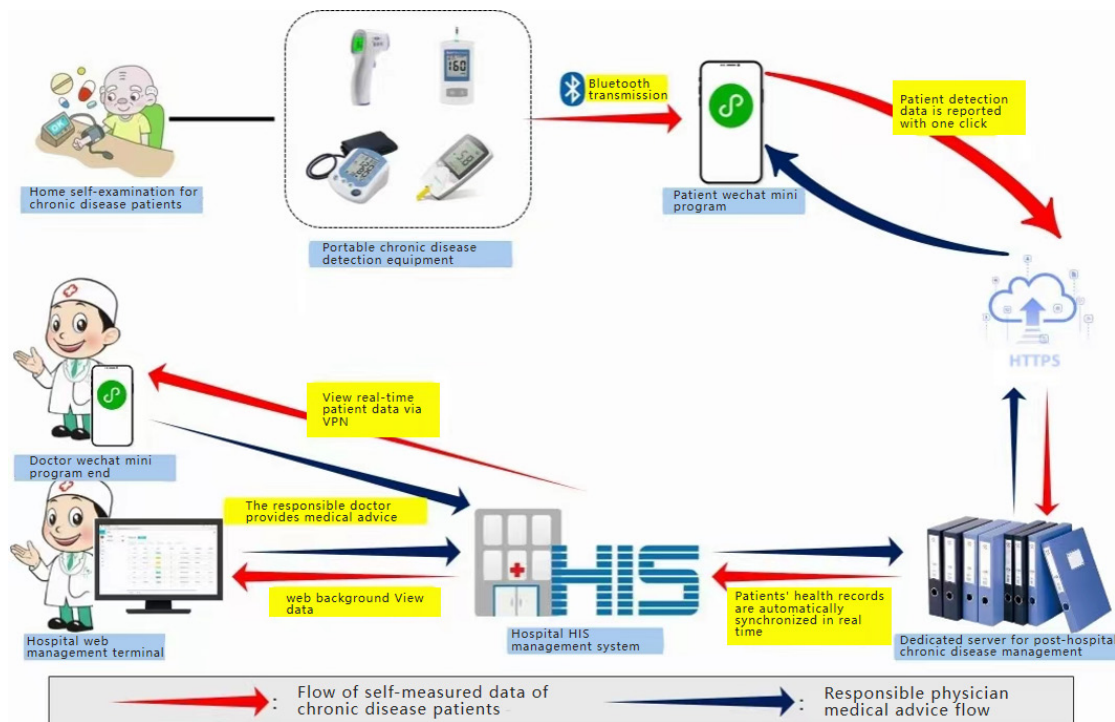 OK
160
Bluetooth
transmission
Patient detection
data is reported
with one click
Home self-examination for
chronic disease patients
Patient wechat mini
program
Portable chronic disease
detection equipment
HTTPS
View real-time
patient data via
VPN
Doctor wechat mini
program end
The responsible doctor
provides medical advice
HIS
web background View
data
Patients' health records
are automatically
synchronized in real
time
Hospital web
management terminal
Hospital HIS
management system
Dedicated server for post-hospital
chronic disease management
: Flow of self-measured data of
chronic disease patients
: Responsible physician
medical advice flow